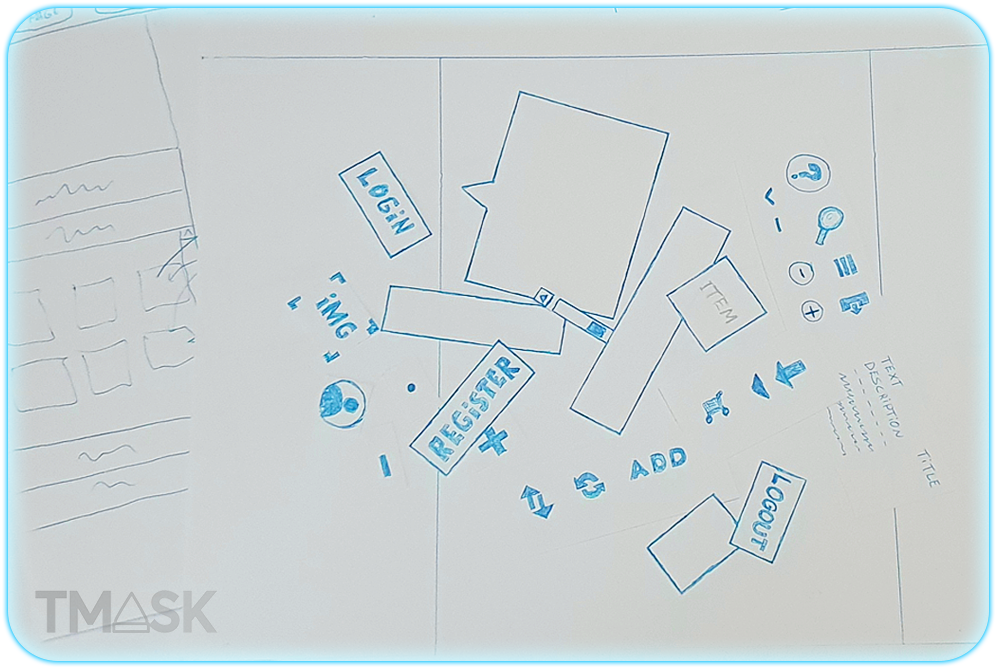 LOGiN
iMG
ITEM
REGiSTER
TEXT
DESCRIPTION
TiTLE
ADD
LOGOUT
TMASK